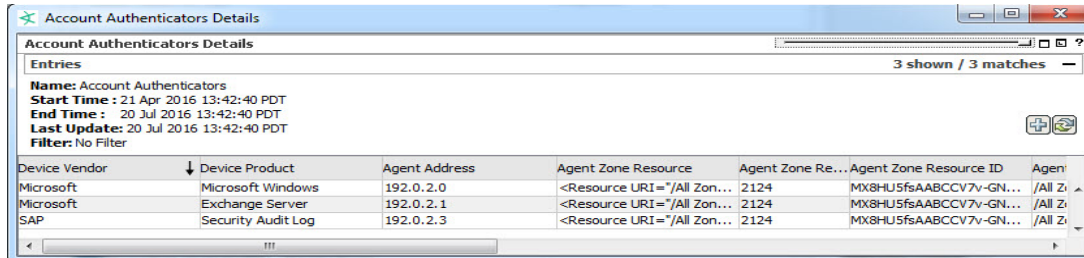 Account Authenticators Details
Account Authenticators Details
Entries 3 shown / 3 matches
Name: Account Authenticators
Start Time : 21 Apr 2016 13:42:40 PDT
End Time : 20 Jul 2016 13:42:40 PDT
Last Update: 20 Jul 2016 13:42:40 PDT
Filter: No Filter
Device Vendor Device Product Agent Address Agent Zone Resource Agent Zone Re... Agent Zone Resource ID Agent
Microsoft Microsoft Windows 192.0.2.0 <Resource URI="/All Zon... 2124 MX8HU5fsAABCCV7v-GN... /All Z
Microsoft Exchange Server 192.0.2.1 <Resource URI="/All Zon... 2124 MX8HU5fsAABCCV7v-GN... /All Z
SAP Security Audit Log 192.0.2.3 <Resource URI="/All Zon... 2124 MX8HU5fsAABCCV7v-GN... /All Z